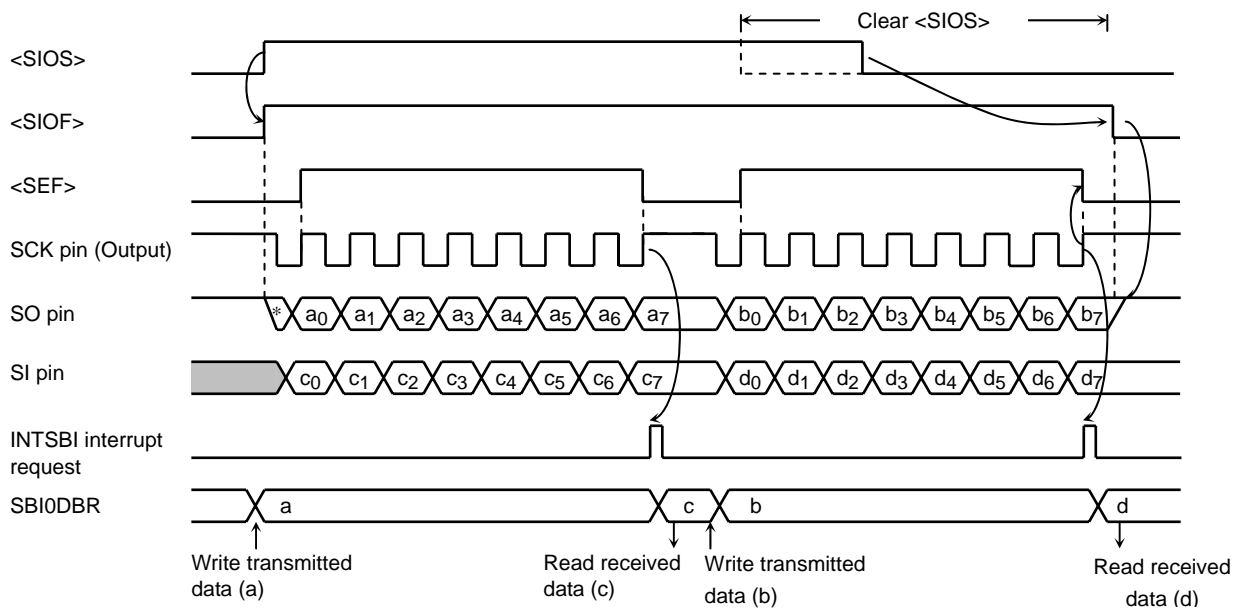 Clear <SIOS>
<SIOS>
<SIOF>
<SEF>
SCK pin (Output)
SO pin
* a0 a1 a2 a3 a4 a5 a6 a7 b0 b1 b2 b3 b4 b5 b6 b7
SI pin
c0 c1 c2 c3 c4 c5 c6 c7 d0 d1 d2 d3 d4 d5 d6 d7
INTSBI interrupt
request
SBI0DBR
a c b d
Write transmitted
data (a)
Read received
data (c)
Write transmitted
data (b)
Read received
data (d)